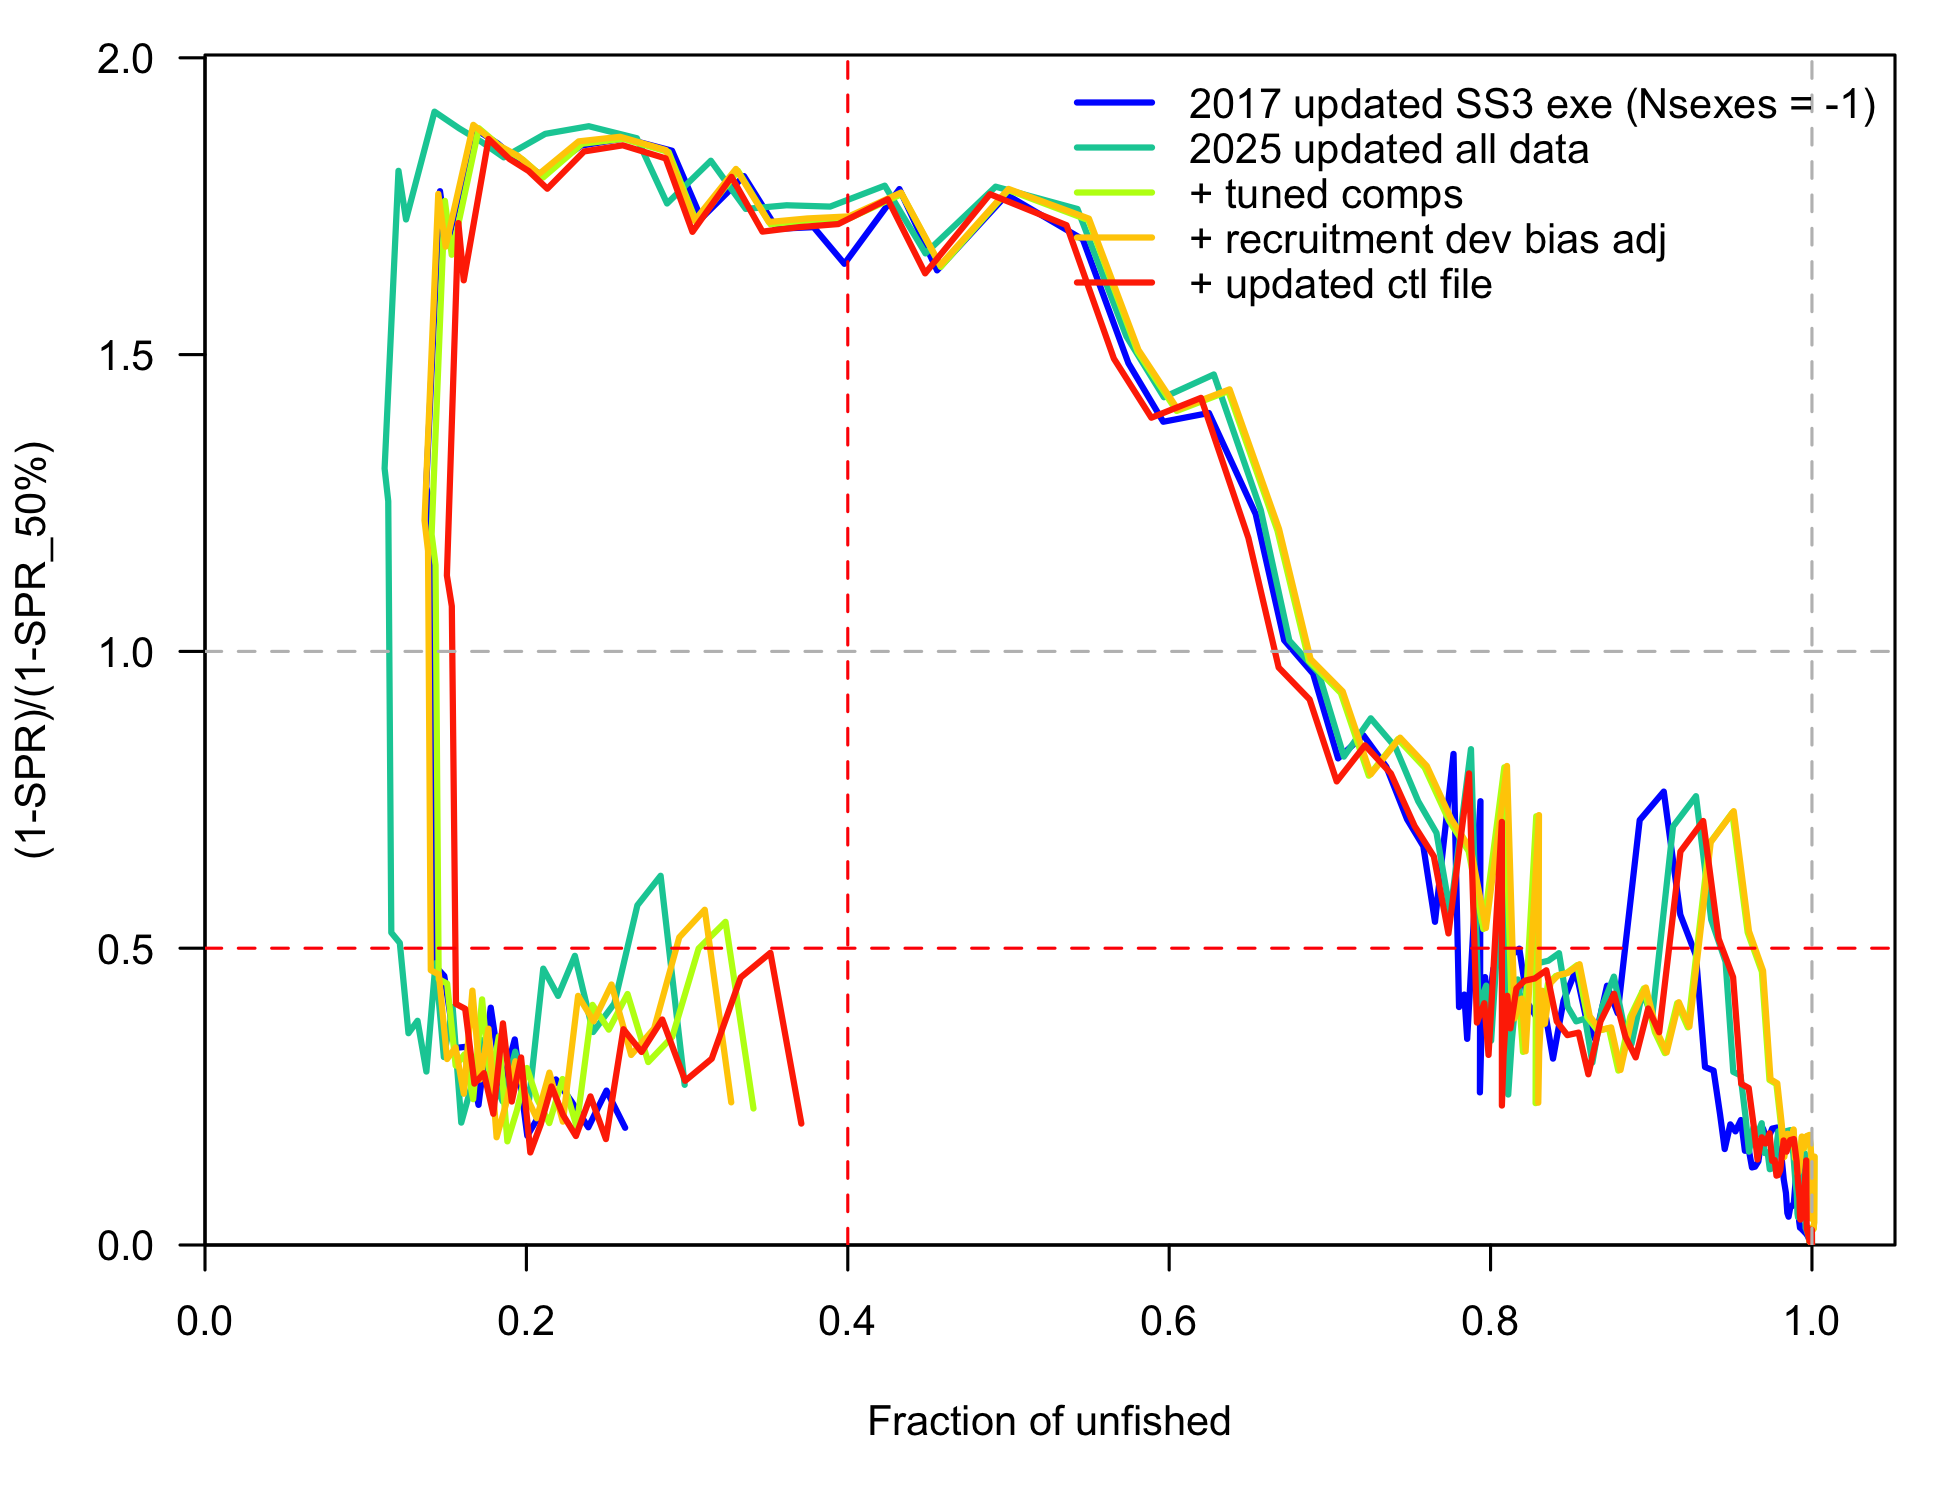 2.0
1.5
1.0
0.5
0.0
(1-SPR)/(1-SPR_50%)
2017 updated SS3 exe (Nsexes = -1)
2025 updated all data
+ tuned comps
+ recruitment dev bias adj
+ updated ctl file
0.0 0.2 0.4 0.6 0.8 1.0
Fraction of unfished